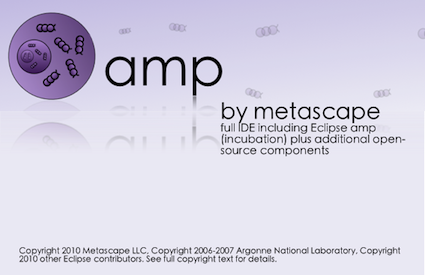 amp
by metascape
full IDE including Eclipse amp
(incubation) plus additional open-
source components
Copyright 2010 Metascape LLC, Copyright 2006-2007 Argonne National Laboratory, Copyright
2010 other Eclipse contributors. See full copyright text for details.